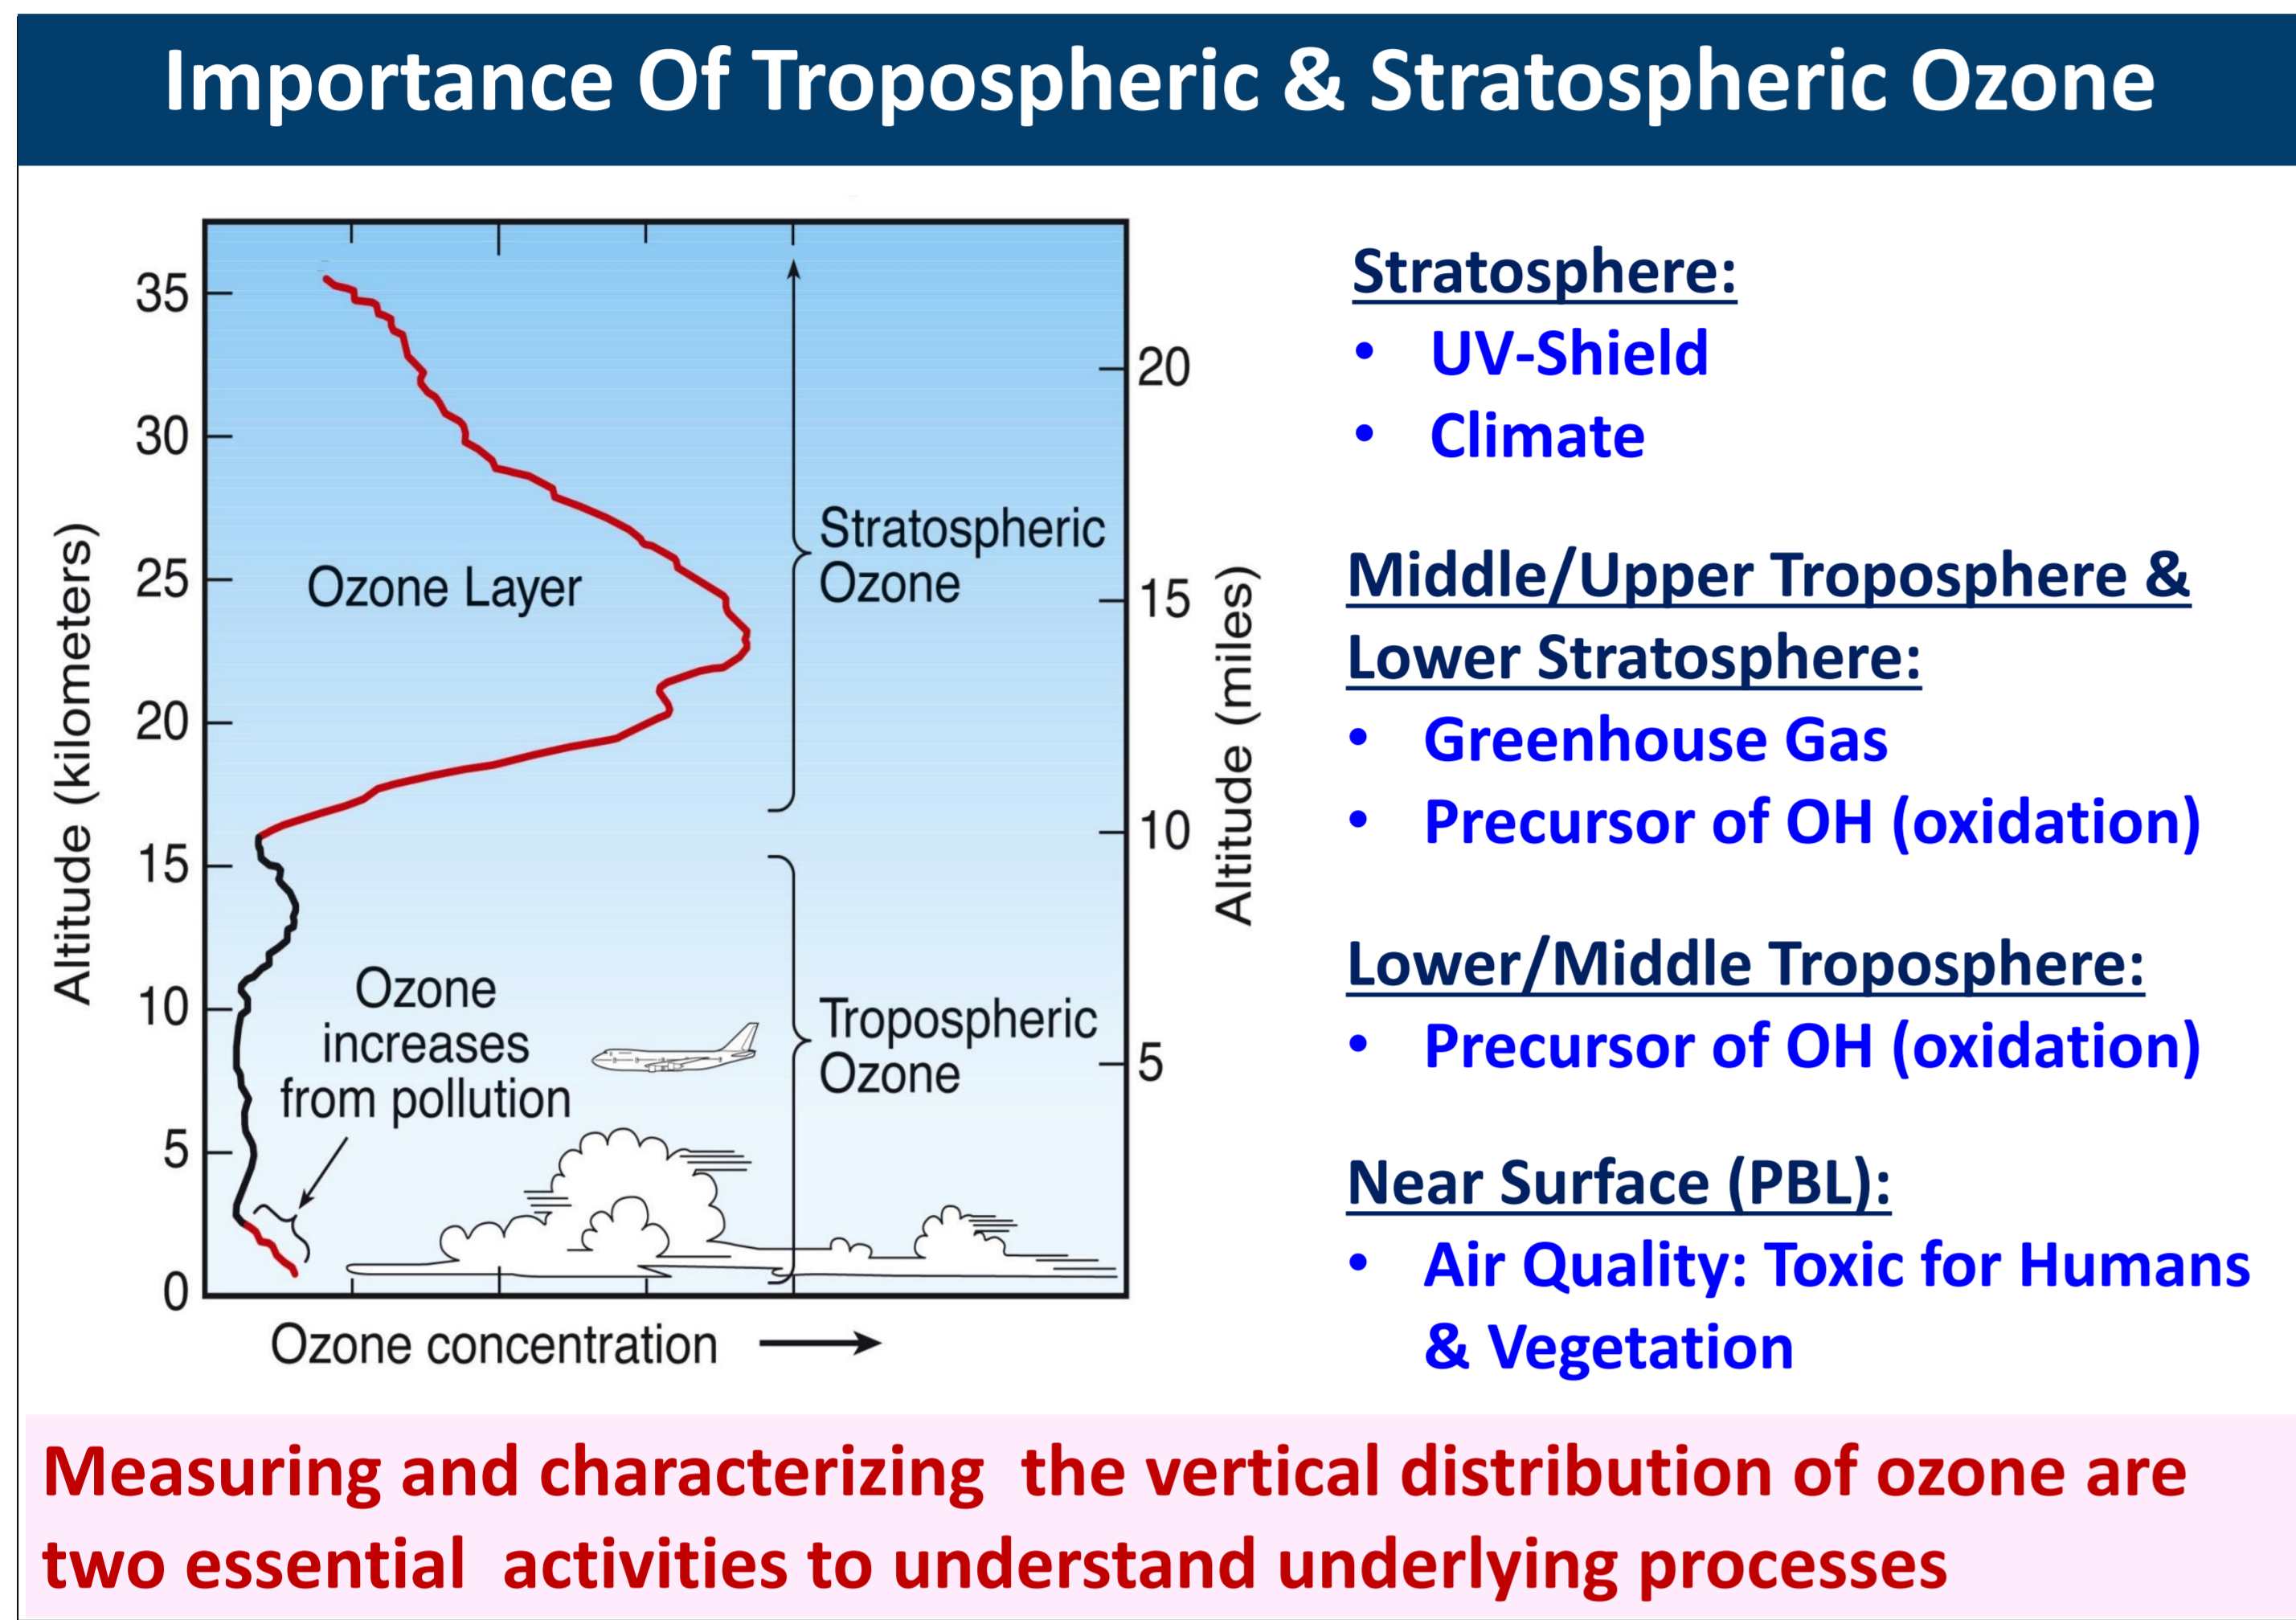 Importance Of Tropospheric & Stratospheric Ozone
35
30
25
20
15
10
5
0
Altitude (kilometers)
Ozone Layer
Stratospheric
Ozone
Ozone
increases
from pollution
Tropospheric
Ozone
20
15
10
5
Altitude (miles)
Ozone concentration
Stratosphere:
• UV-Shield
• Climate
Middle/Upper Troposphere &
Lower Stratosphere:
• Greenhouse Gas
• Precursor of OH (oxidation)
Lower/Middle Troposphere:
• Precursor of OH (oxidation)
Near Surface (PBL):
• Air Quality: Toxic for Humans
& Vegetation
Measuring and characterizing the vertical distribution of ozone are
two essential activities to understand underlying processes